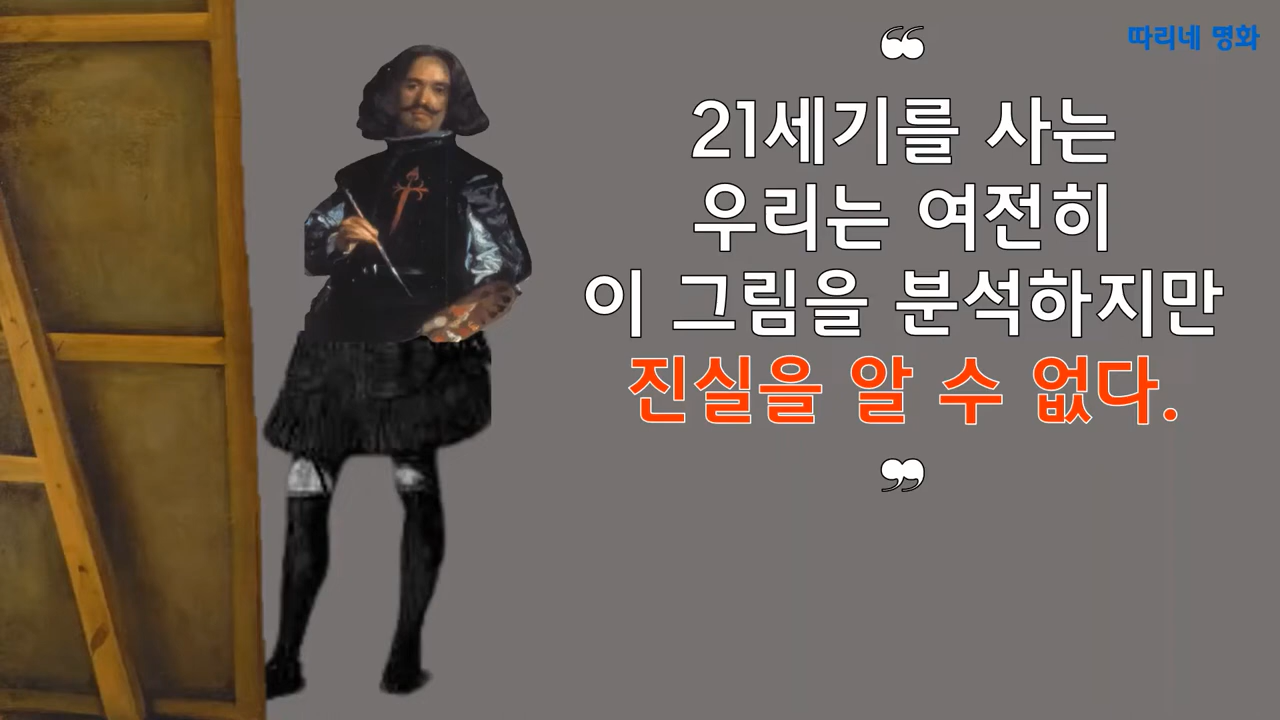 따리네 명화
❝
21세기를 사는
우리는 여전히
이 그림을 분석하지만
진실을 알 수 없다.
❞